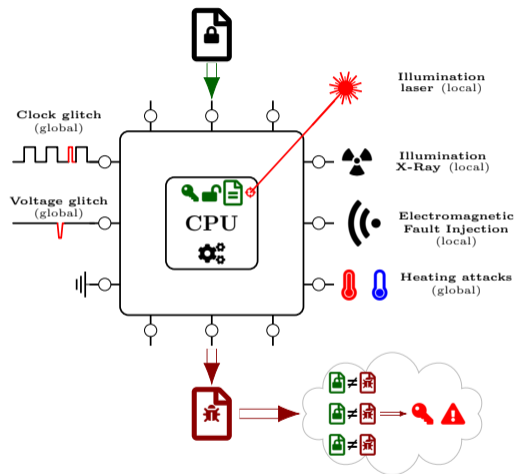 Illumination
laser (local)
Clock glitch
(global)
Illumination
X-Ray (local)
Voltage glitch
(global)
CPU
Electromagnetic
Fault Injection
(local)
Heating attacks
(global)
≠
≠
≠